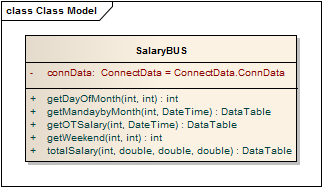 class Class Model
SalaryBUS
- connData: ConnectData = ConnectData.ConnData
+ getDayOfMonth(int, int) : int
+ getMandaybyMonth(int, DateTime) : DataTable
+ getOTSalary(int, DateTime) : DataTable
+ getWeekend(int, int) : int
+ totalSalary(int, double, double, double) : DataTable